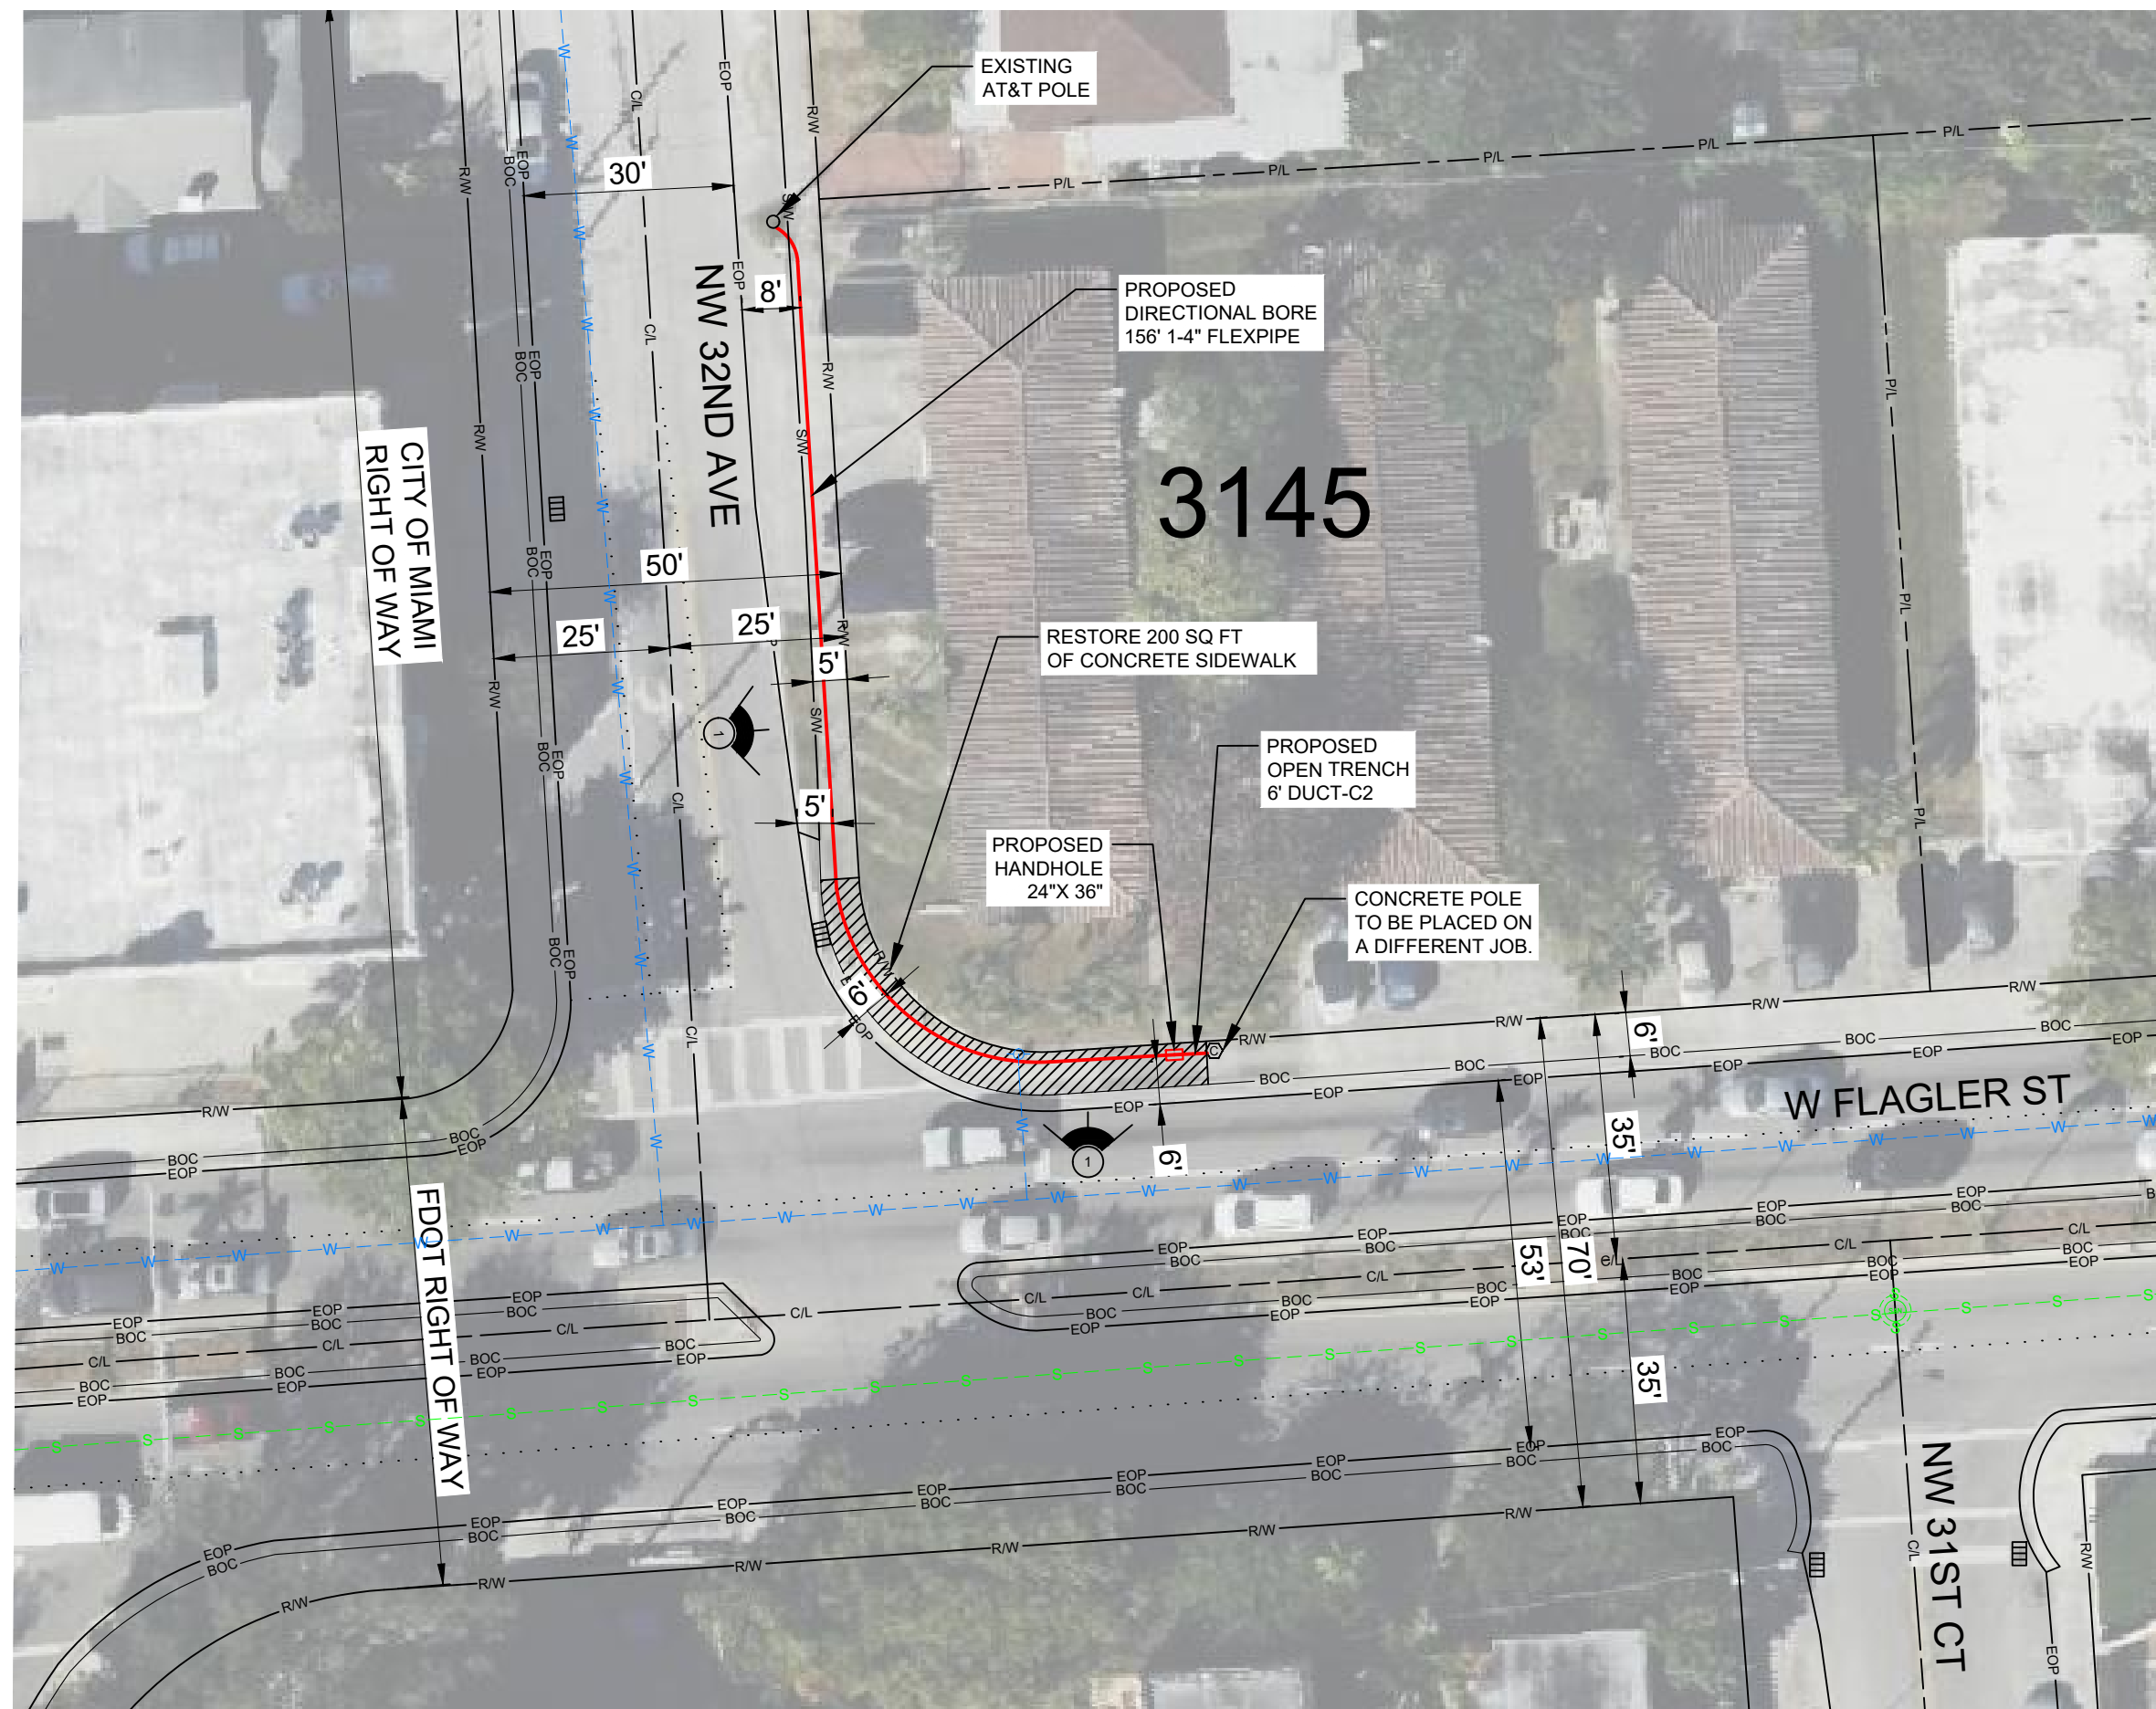 EXISTING
AT&T POLE
30'
8'
NW 32ND AVE
PROPOSED
DIRECTIONAL BORE
156' 1-4" FLEXPIPE
3145
CITY OF MIAMI
RIGHT OF WAY
50'
25'
25'
5'
RESTORE 200 SQ FT
OF CONCRETE SIDEWALK
1
PROPOSED
OPEN TRENCH
6' DUCT-C2
5'
PROPOSED
HANDHOLE
24"X 36"
CONCRETE POLE
TO BE PLACED ON
A DIFFERENT JOB.
6'
C
6'
W FLAGLER ST
35'
6'
1
FDOT RIGHT OF WAY
53'
70'
35'
NW 31ST CT
R/W
BOC
EOP
C/L
S/W
P/L
W
S